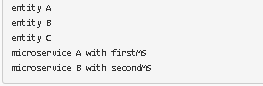 entity A
entity B
entity C
microservice A with firstMS
microservice B with secondMS